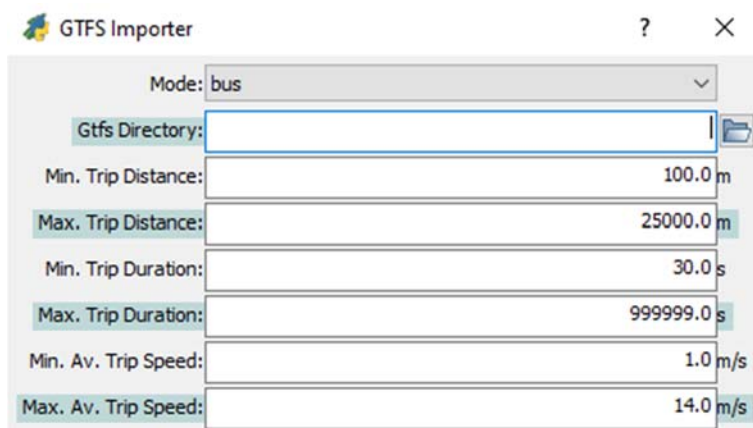 GTFS Importer ?
Mode: bus
Gtfs Directory:
Min. Trip Distance: 100.0 m
Max. Trip Distance: 25000.0 m
Min. Trip Duration: 30.0 s
Max. Trip Duration: 999999.0 s
Min. Av. Trip Speed: 1.0 m/s
Max. Av. Trip Speed: 14.0 m/s